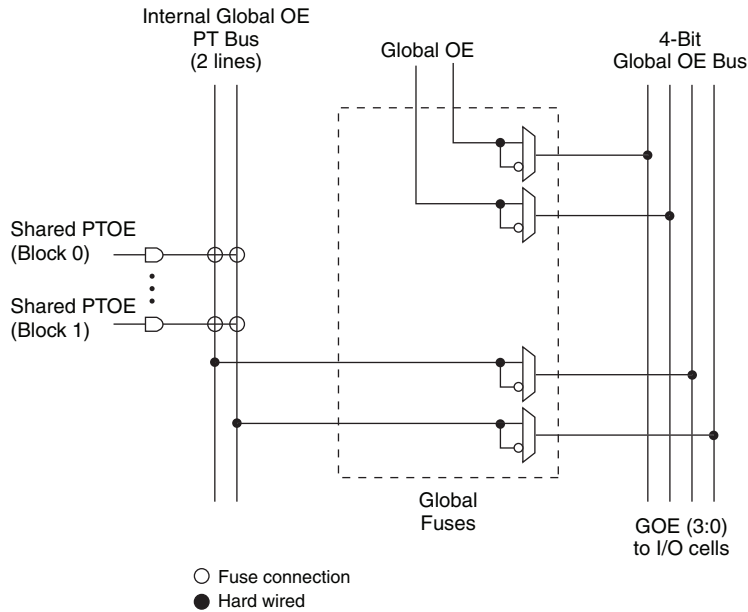 Internal Global OE
PT Bus
(2 lines)
Global OE
4-Bit
Global OE Bus
Shared PTOE
(Block 0)
Shared PTOE
(Block 1)
Global
Fuses
GOE (3:0)
to I/O cells
Fuse connection
Hard wired